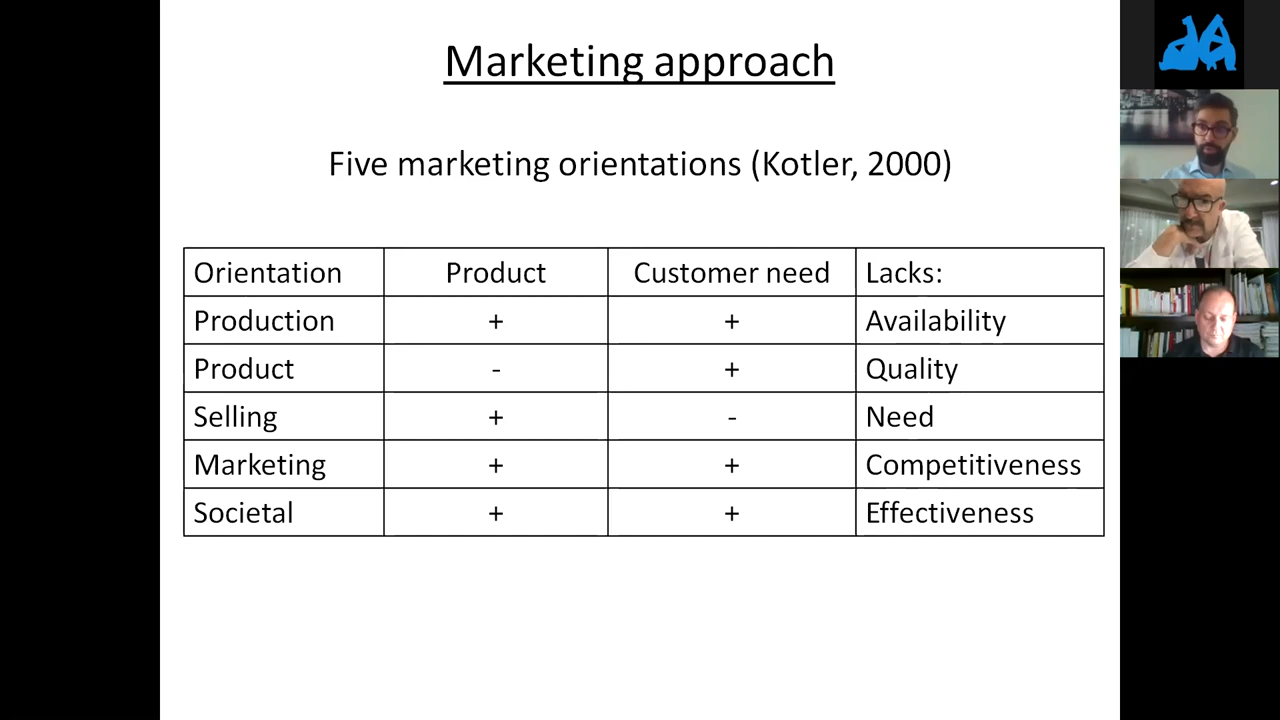 Marketing approach
Five marketing orientations (Kotler, 2000)
Orientation Product Customer need Lacks:
Production + + Availability
Product - + Quality
Selling + - Need
Marketing + + Competitiveness
Societal + + Effectiveness